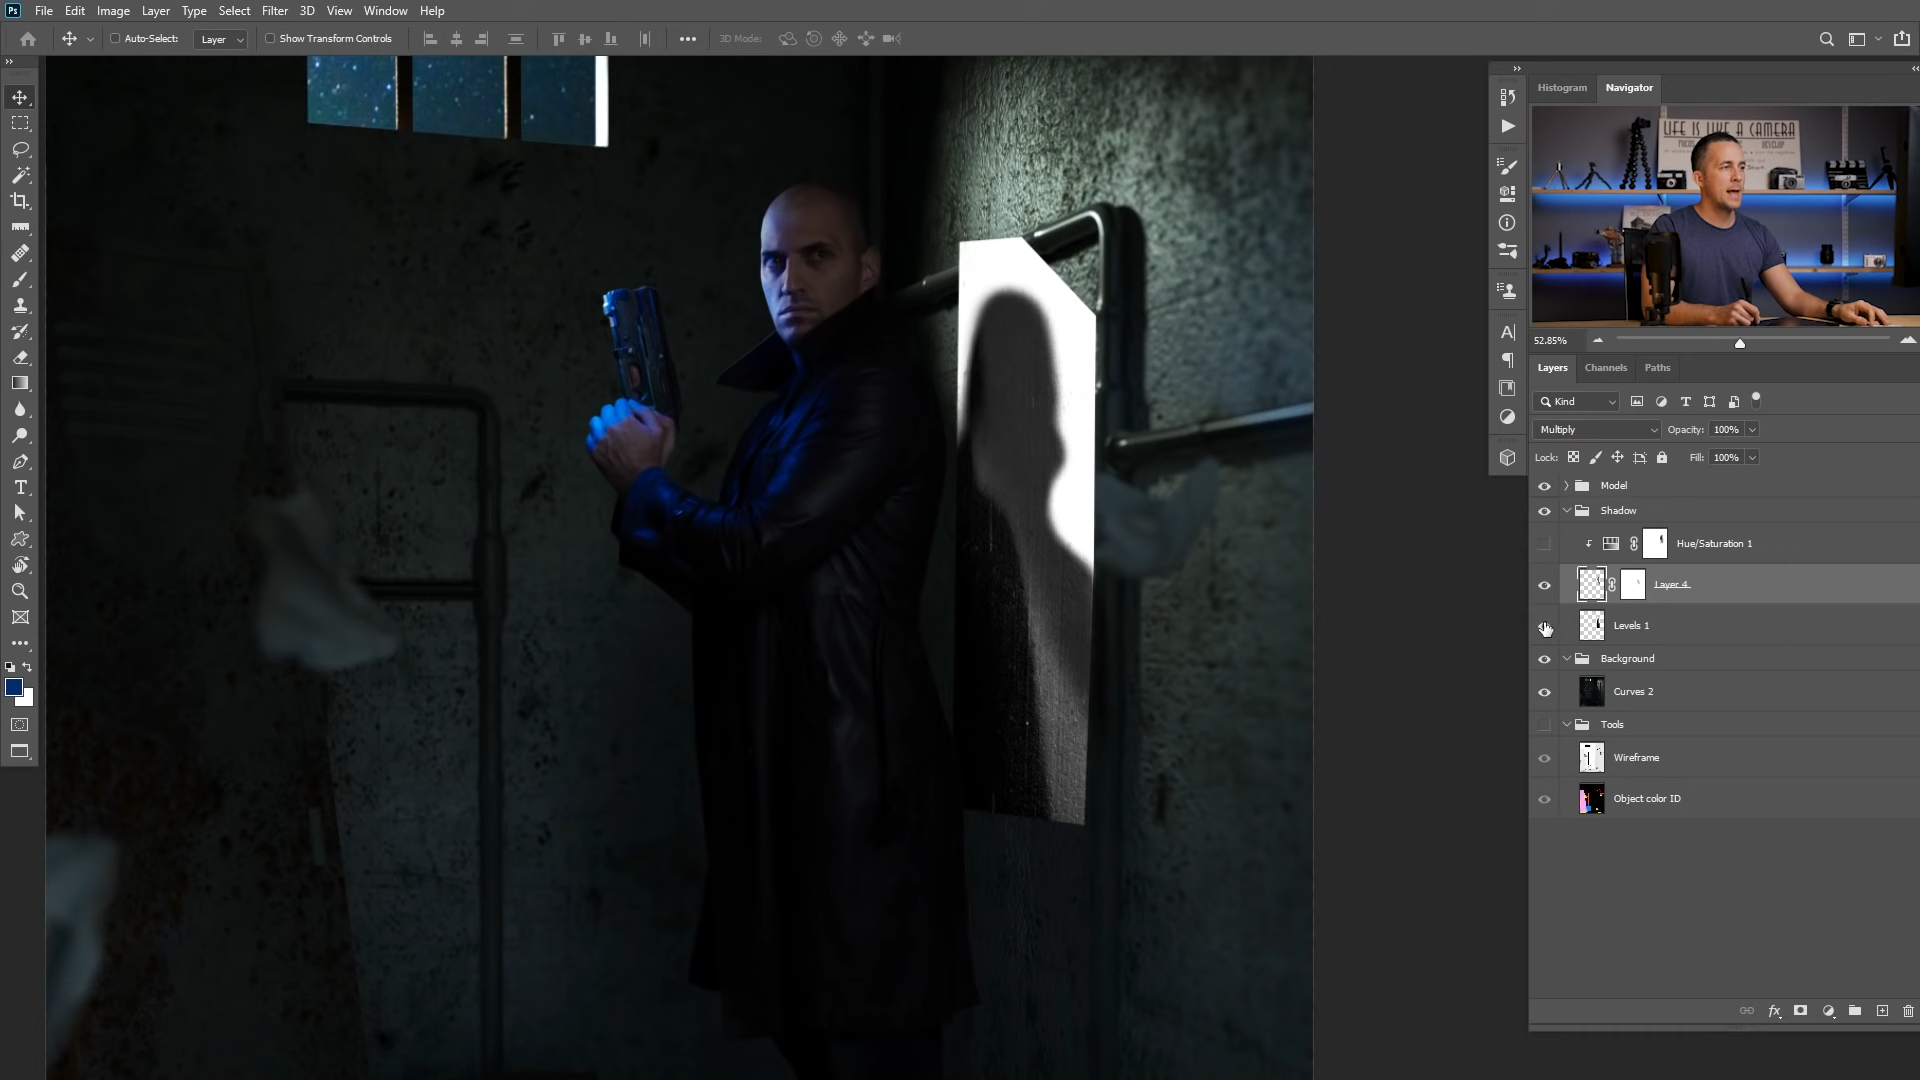 Ps File Edit Image Layer Type Select Filter 3D View Window Help
Auto-Select: Layer Show Transform Controls 3D Mode:
Histogram Navigator
LIFE IS LIKE A CAMERA
52.85%
Layers Channels Paths
Kind
Multiply Opacity: 100%
Lock: Fill: 100%
Model
Shadow
Hue/Saturation 1
Layer 4
Levels 1
Background
Curves 2
Tools
Wireframe
Object color ID
fx